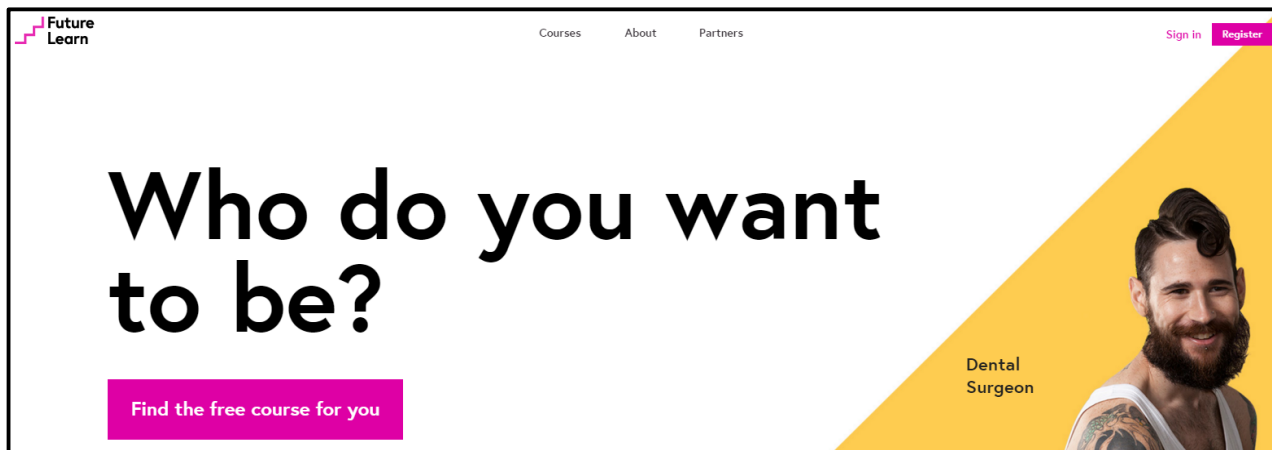 Future
Learn
Courses About Partners
Sign in Register
Who do you want
to be?
Find the free course for you
Dental
Surgeon